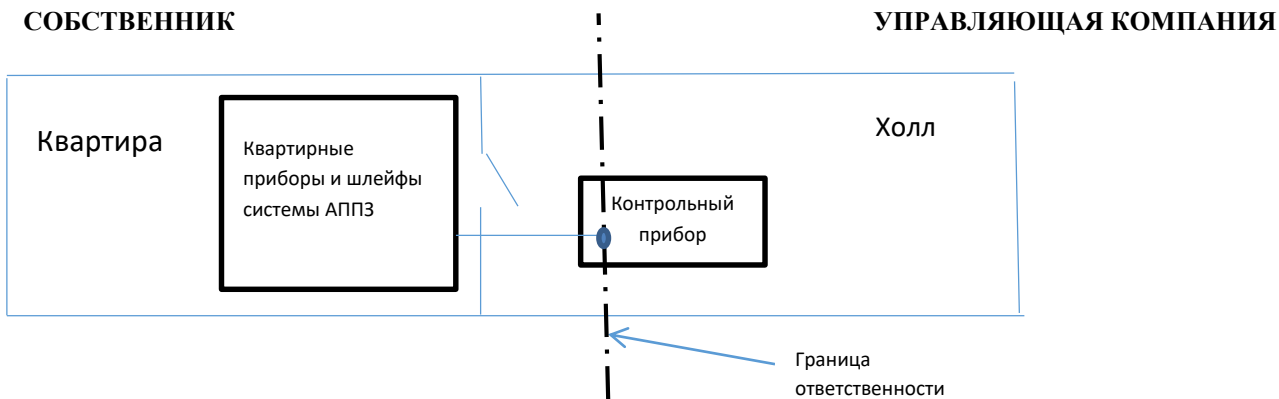 СОБСТВЕННИК
УПРАВЛЯЮЩАЯ КОМПАНИЯ
Квартира
Квартирные
приборы и шлейфы
системы АППЗ
Холл
Контрольный
прибор
Граница
ответственности